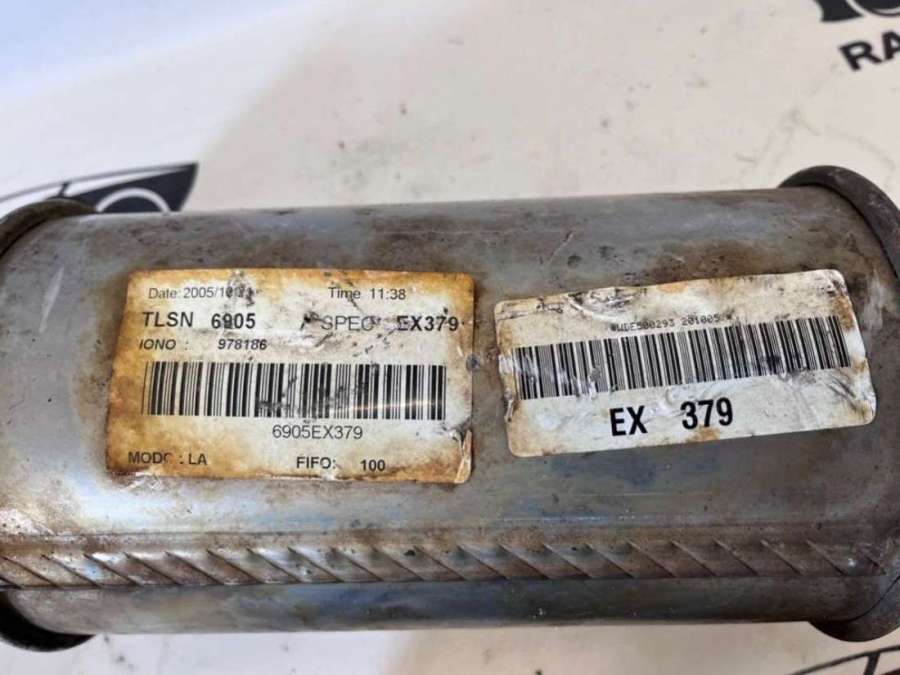 Date: 2005/10
Time 11:38
TLSN 6905 SPEC EX379
IONO : 978186
6905EX379
MODC : LA FIFO: 100
EX 379
RA